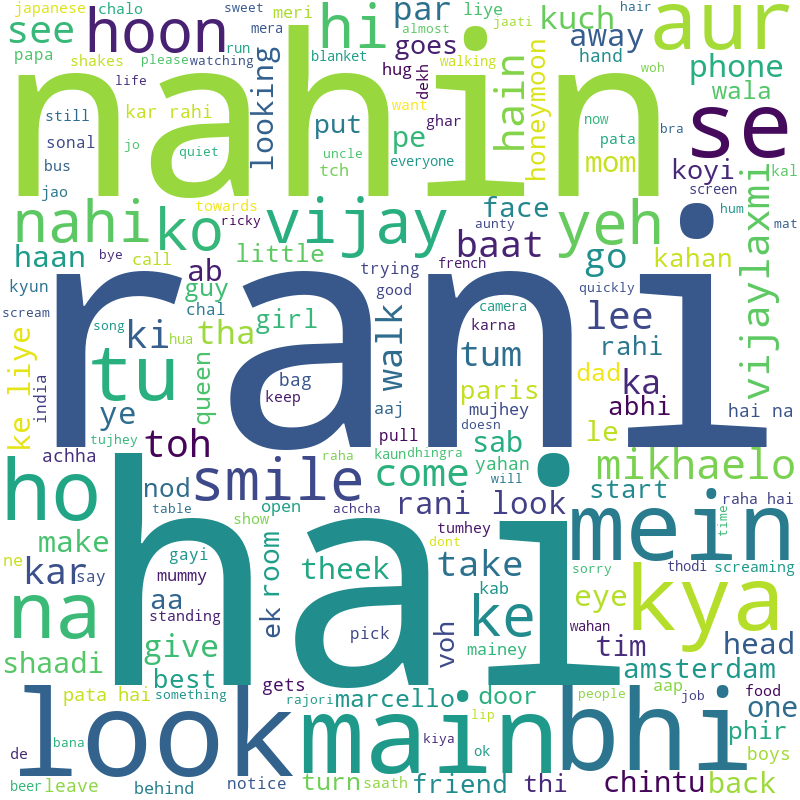 japanese chalo sweet mera meri liye jaati hair
see hoon hi par kuch aur
papa shakes run please watching almost walking woh
goes away phone
life blanket hug dekh hand wala
nahin
still kar rahi looking hain honeymoon want se
sonal put ghar now
bus jo quiet tch uncle pe everyone mom pata bra koyi kal
jao screen
towards
nahi ko ricky vijay face aunty yeh hum mat
haan bye call little baat go kahan vijaylaxmi
kyun ab guy trying french quickly
rani
scream chal good camera
ke liye india song hua ki tha girl karna lee
tu queen walk tum rahi
bag paris dad ka
ye keep aaj mujhey abhi hai na
tujhey toh pull doesn le
achha raha kaun dhingra sab
ho nod smile come yahan mikhaelo
hai
table open achcha will rani look start raha hai
show tumhey mein time
ne make dont
kar say gayi room theek take sorry thodi screaming
mummy kab eye kya
na aa standing ek pick voh ke wahan
shaadi give mainey tim head
best gets amsterdam
look pata hai something rajori marcello door main bhi people aap job food one
lip phir
de bana kiya ok boys
beer leave behind notice turn saath friend thi chintu back